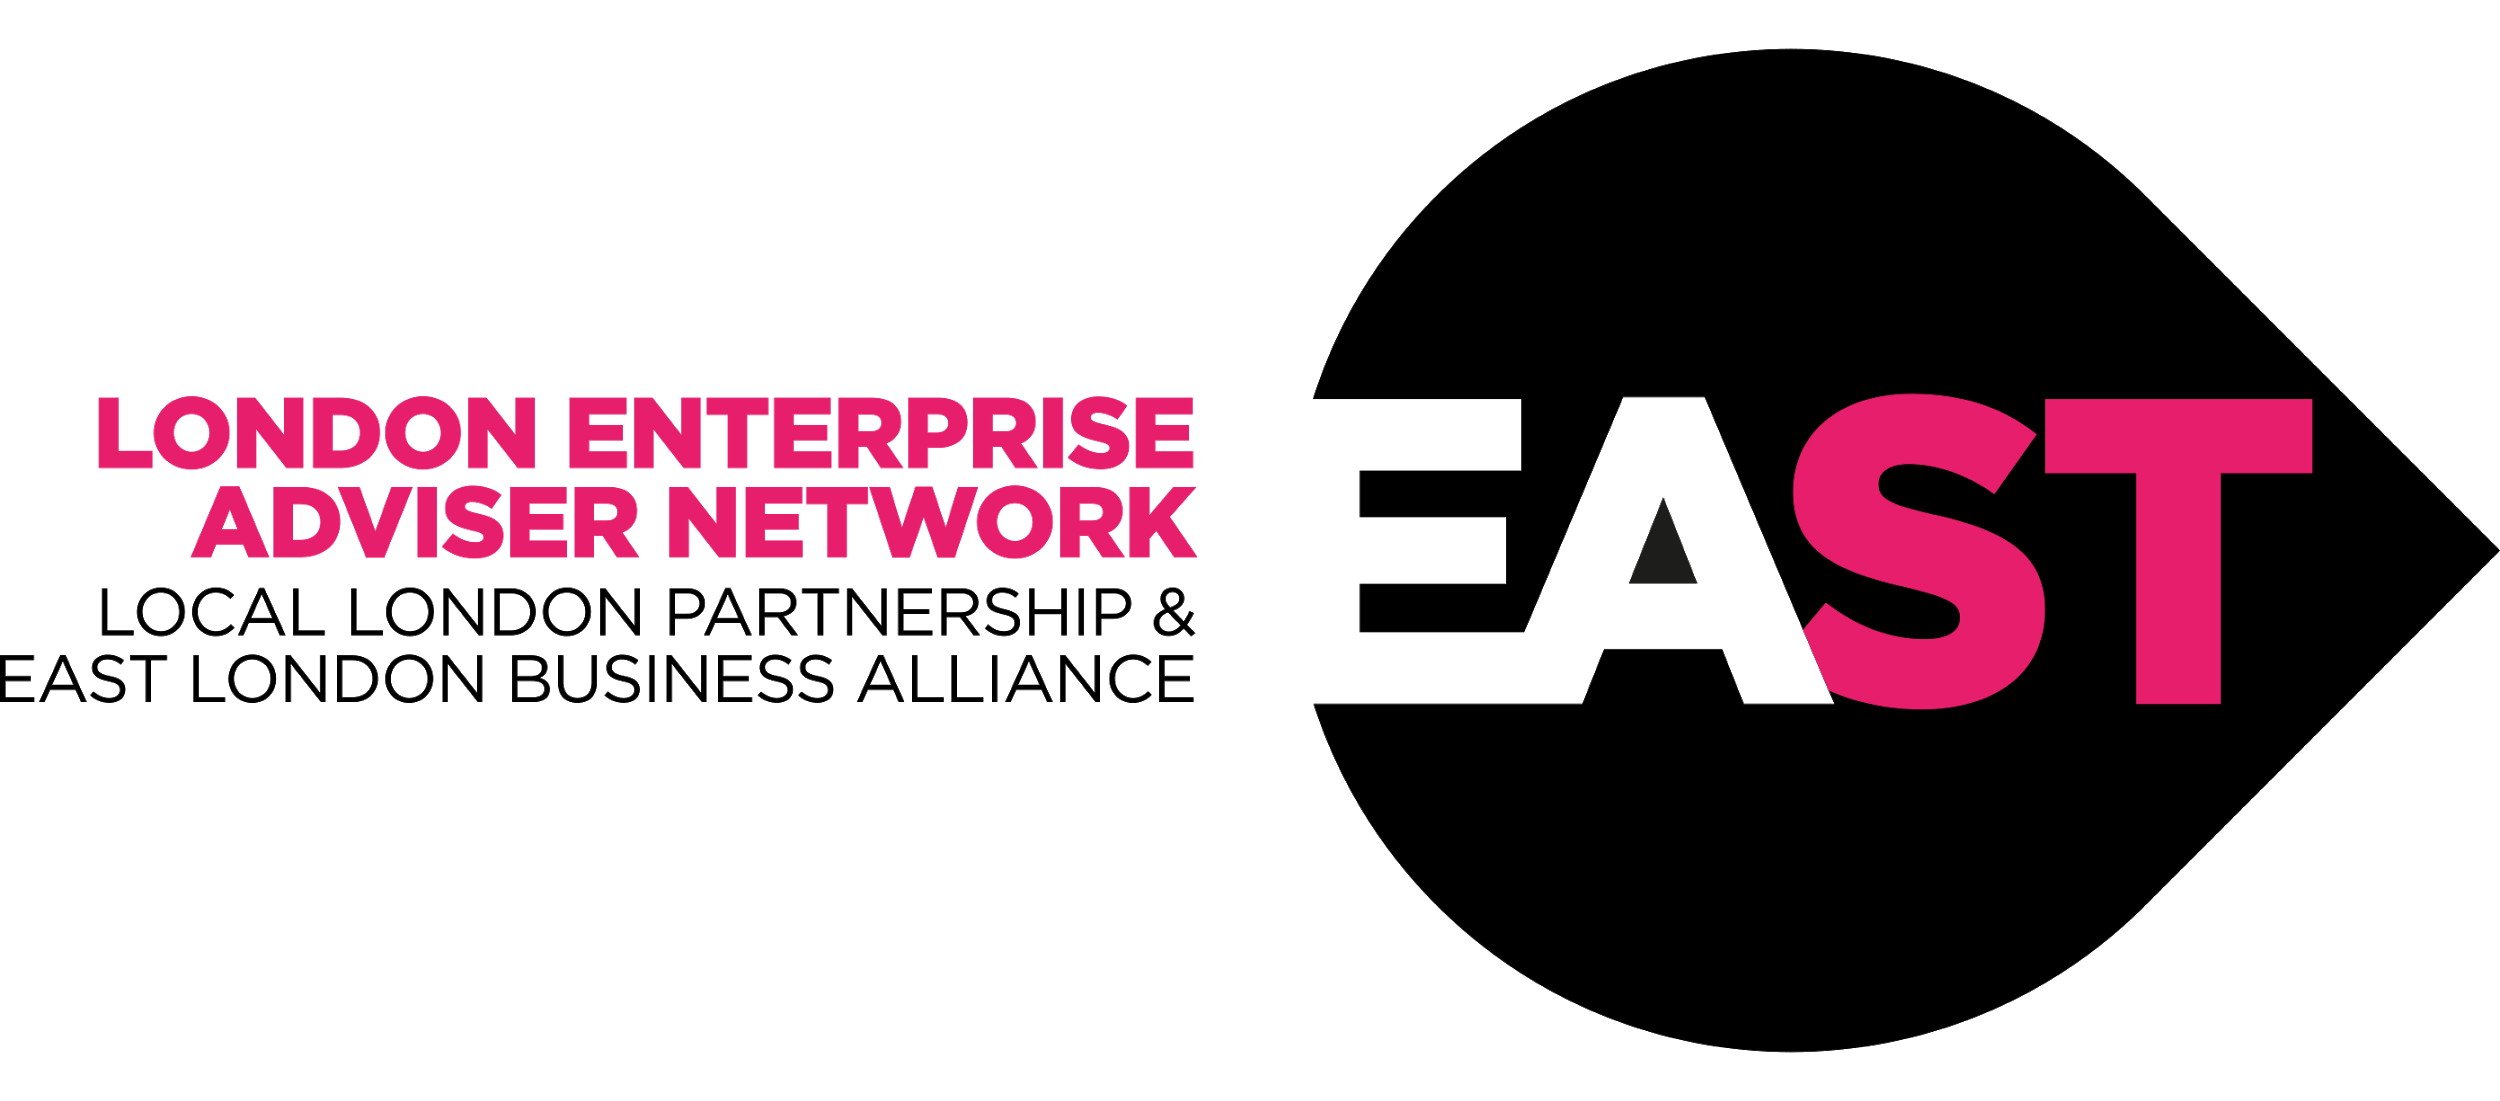 LONDON ENTERPRISE
ADVISER NETWORK
LOCAL LONDON PARTNERSHIP &
EAST LONDON BUSINESS ALLIANCE
EAST